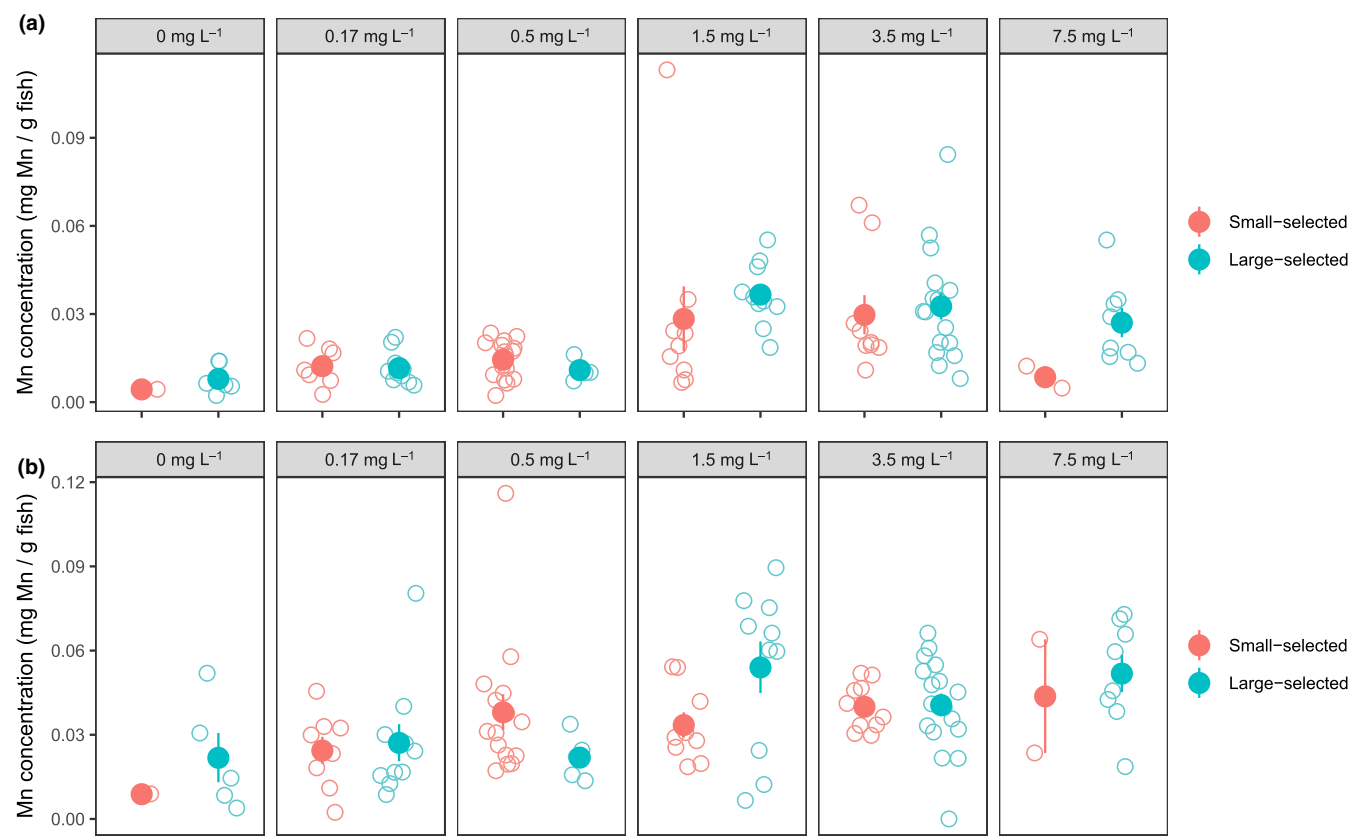 (a)
0 mg L⁻¹ 0.17 mg L⁻¹ 0.5 mg L⁻¹ 1.5 mg L⁻¹ 3.5 mg L⁻¹ 7.5 mg L⁻¹
Mn concentration (mg Mn / g fish)
0.09
0.06
0.03
0.00
Small−selected
Large−selected
(b)
0 mg L⁻¹ 0.17 mg L⁻¹ 0.5 mg L⁻¹ 1.5 mg L⁻¹ 3.5 mg L⁻¹ 7.5 mg L⁻¹
Mn concentration (mg Mn / g fish)
0.12
0.09
0.06
0.03
0.00
Small−selected
Large−selected